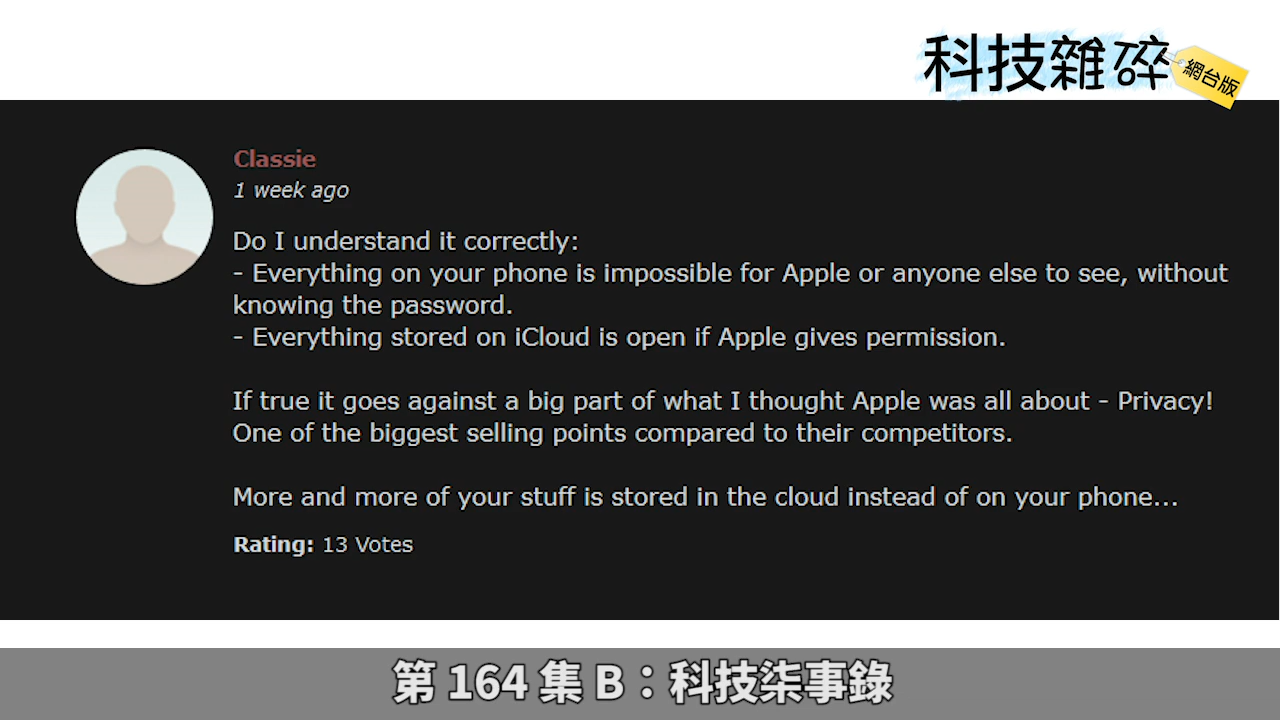 科技雜碎
網台版
Classie
1 week ago
Do I understand it correctly:
- Everything on your phone is impossible for Apple or anyone else to see, without
knowing the password.
- Everything stored on iCloud is open if Apple gives permission.
If true it goes against a big part of what I thought Apple was all about - Privacy!
One of the biggest selling points compared to their competitors.
More and more of your stuff is stored in the cloud instead of on your phone...
Rating: 13 Votes
第 164 集 B：科技柒事錄